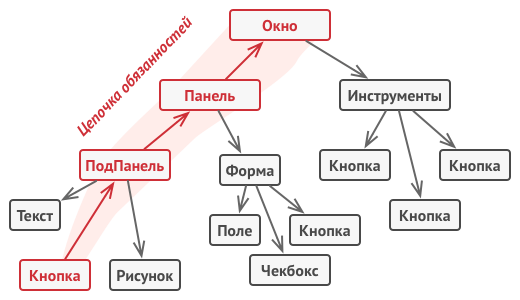 Окно
Цепочка обязанностей
Панель
Инструменты
ПодПанель
Форма
Кнопка
Кнопка
Текст
Поле
Кнопка
Кнопка
Кнопка
Рисунок
Чекбокс